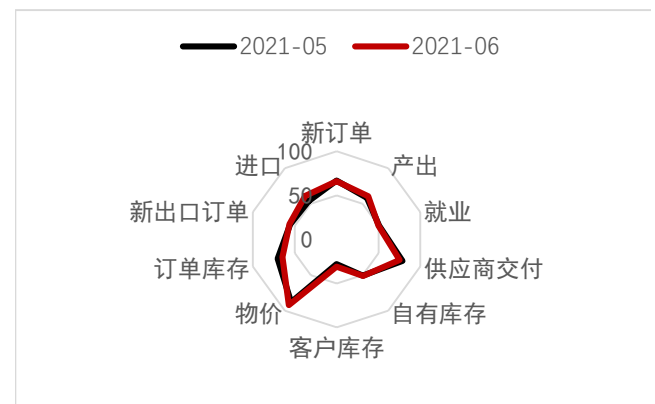 2021-05 2021-06
新订单
100
进口
产出
50
新出口订单
就业
0
订单库存
供应商交付
物价
自有库存
客户库存